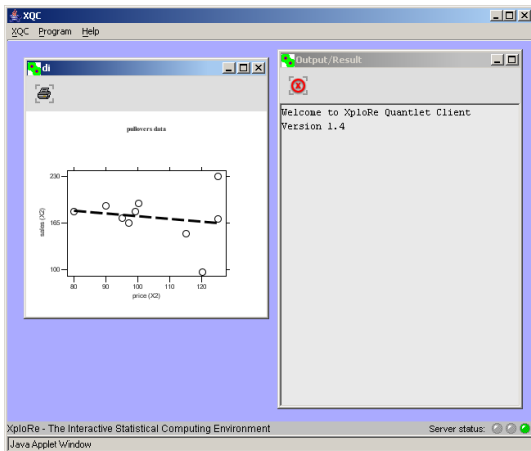 XQC
XQC Program Help
di
pullovers data
230
165
100
sales (X2)
80 90 100 110 120
price (X2)
Output/Result
Welcome to XploRe Quantlet Client
Version 1.4
XploRe - The Interactive Statistical Computing Environment
Server status:
Java Applet Window